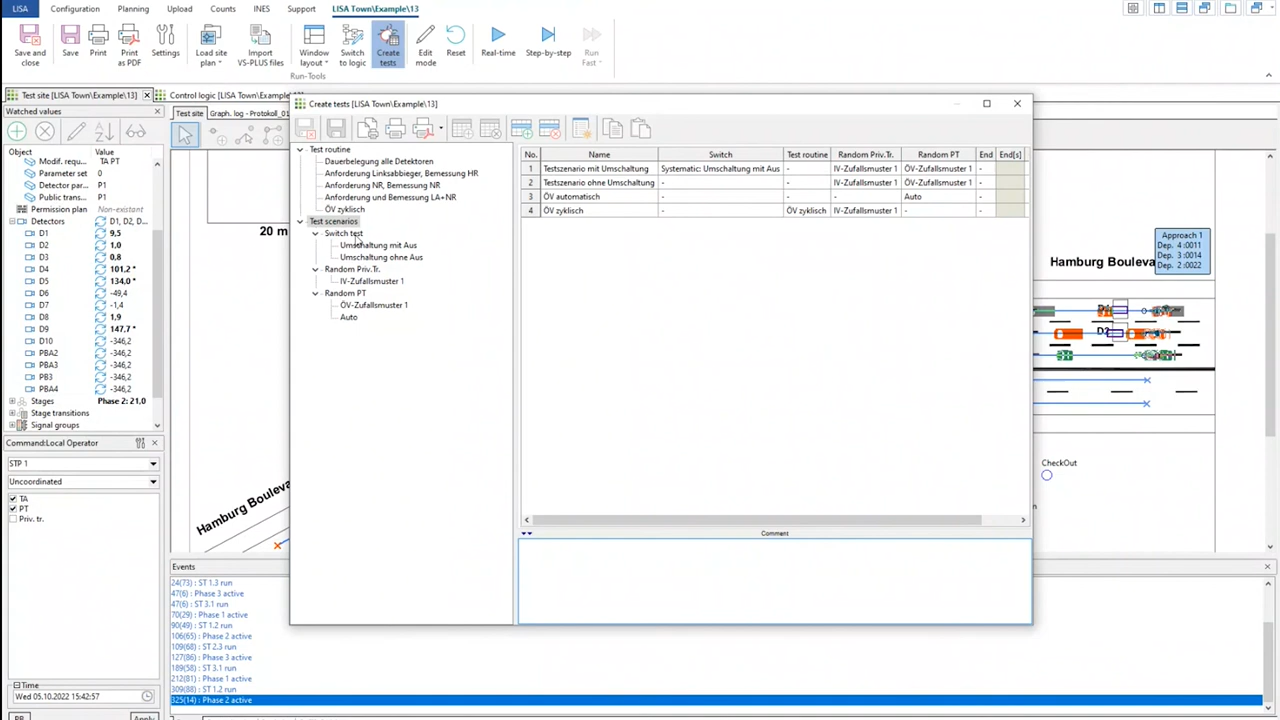 LISA Configuration Planning Upload Counts INES Support LISA Town\Example\13
Save and close
Save
Print
Print as PDF
Settings
Load site plan
Import VS-PLUS files
Window layout
Switch to logic
Create tests
Edit mode
Reset
Real-time
Step-by-step
Run Fast
Run-Tools
Test site [LISA Town\Example\13]
Control logic [LISA Town\Example\13]
Watched values
Object Value
Modif. requ... TA PT
Parameter set 0
Detector par... P1
Public trans... P1
Permission plan Non-existant
Detectors D1, D2, D...
D1 9,5
D2 1,0
D3 0,8
D4 101,2 *
D5 134,0 *
D6 -49,4
D7 -1,4
D8 1,9
D9 147,7 *
D10 -346,2
PBA2 -346,2
PBA3 -346,2
PB3 -346,2
PBA4 -346,2
Stages Phase 2: 21,0
Stage transitions
Signal groups
Command:Local Operator
STP 1
Uncoordinated
TA
PT
Priv. tr.
Time
Wed 05.10.2022 15:42:57
PB Apply
Test site Graph. log - Protokoll_01
20 m
Hamburg Bouleva
Create tests [LISA Town\Example\13]
Test routine
Dauerbelegung alle Detektoren
Anforderung Linksabbieger, Bemessung HR
Anforderung NR, Bemessung NR
Anforderung und Bemessung LA+NR
ÖV zyklisch
Test scenarios
Switch test
Umschaltung mit Aus
Umschaltung ohne Aus
Random Priv.Tr.
IV-Zufallsmuster 1
Random PT
ÖV-Zufallsmuster 1
Auto
No. Name Switch Test routine Random Priv.Tr. Random PT End End[s]
1 Testszenario mit Umschaltung Systematic: Umschaltung mit Aus - IV-Zufallsmuster 1 ÖV-Zufallsmuster 1 -
2 Testszenario ohne Umschaltung - - IV-Zufallsmuster 1 ÖV-Zufallsmuster 1 -
3 ÖV automatisch - - - Auto -
4 ÖV zyklisch - ÖV zyklisch IV-Zufallsmuster 1 - -
Comment
Approach 1
Dep. 4 :0011
Dep. 3 :0014
Dep. 2 :0022
Hamburg Bouleva
D2
CheckOut
Events
24(73) : ST 1.3 run
47(6) : Phase 3 active
47(6) : ST 3.1 run
70(29) : Phase 1 active
90(49) : ST 1.2 run
106(65) : Phase 2 active
109(68) : ST 2.3 run
127(86) : Phase 3 active
189(58) : ST 3.1 run
212(81) : Phase 1 active
309(88) : ST 1.2 run
325(14) : Phase 2 active